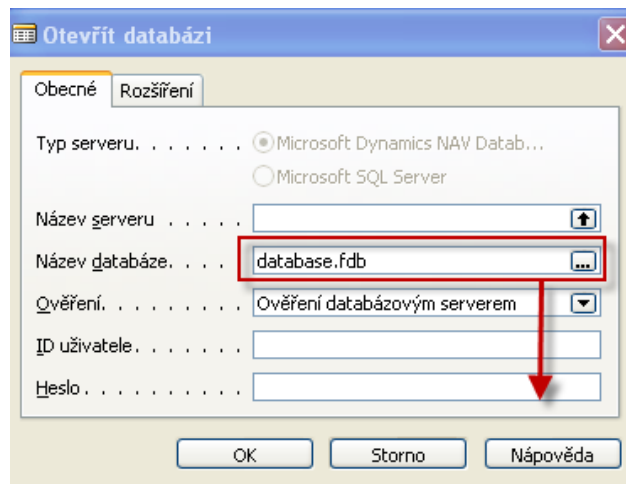 Otevřít databázi
Obecné Rozšíření
Typ serveru. . . . . . . Microsoft Dynamics NAV Datab...
Microsoft SQL Server
Název serveru . . . . .
Název databáze. . . . database.fdb ...
Ověření. . . . . . . . . Ověření databázovým serverem
ID uživatele. . . . . . .
Heslo . . . . . . . . . .
OK Storno Nápověda